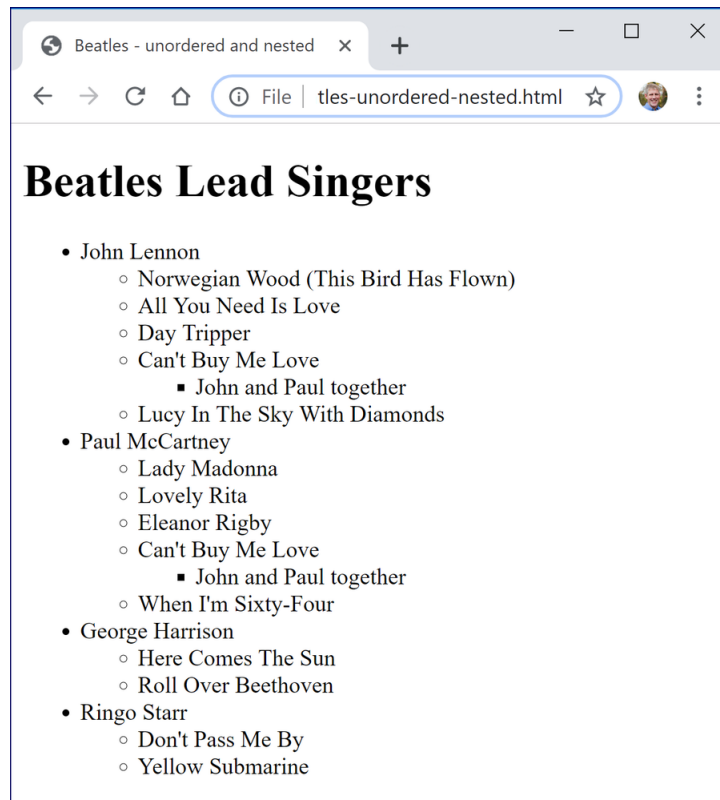 Beatles - unordered and nested
File tles-unordered-nested.html
Beatles Lead Singers
John Lennon
Norwegian Wood (This Bird Has Flown)
All You Need Is Love
Day Tripper
Can't Buy Me Love
John and Paul together
Lucy In The Sky With Diamonds
Paul McCartney
Lady Madonna
Lovely Rita
Eleanor Rigby
Can't Buy Me Love
John and Paul together
When I'm Sixty-Four
George Harrison
Here Comes The Sun
Roll Over Beethoven
Ringo Starr
Don't Pass Me By
Yellow Submarine